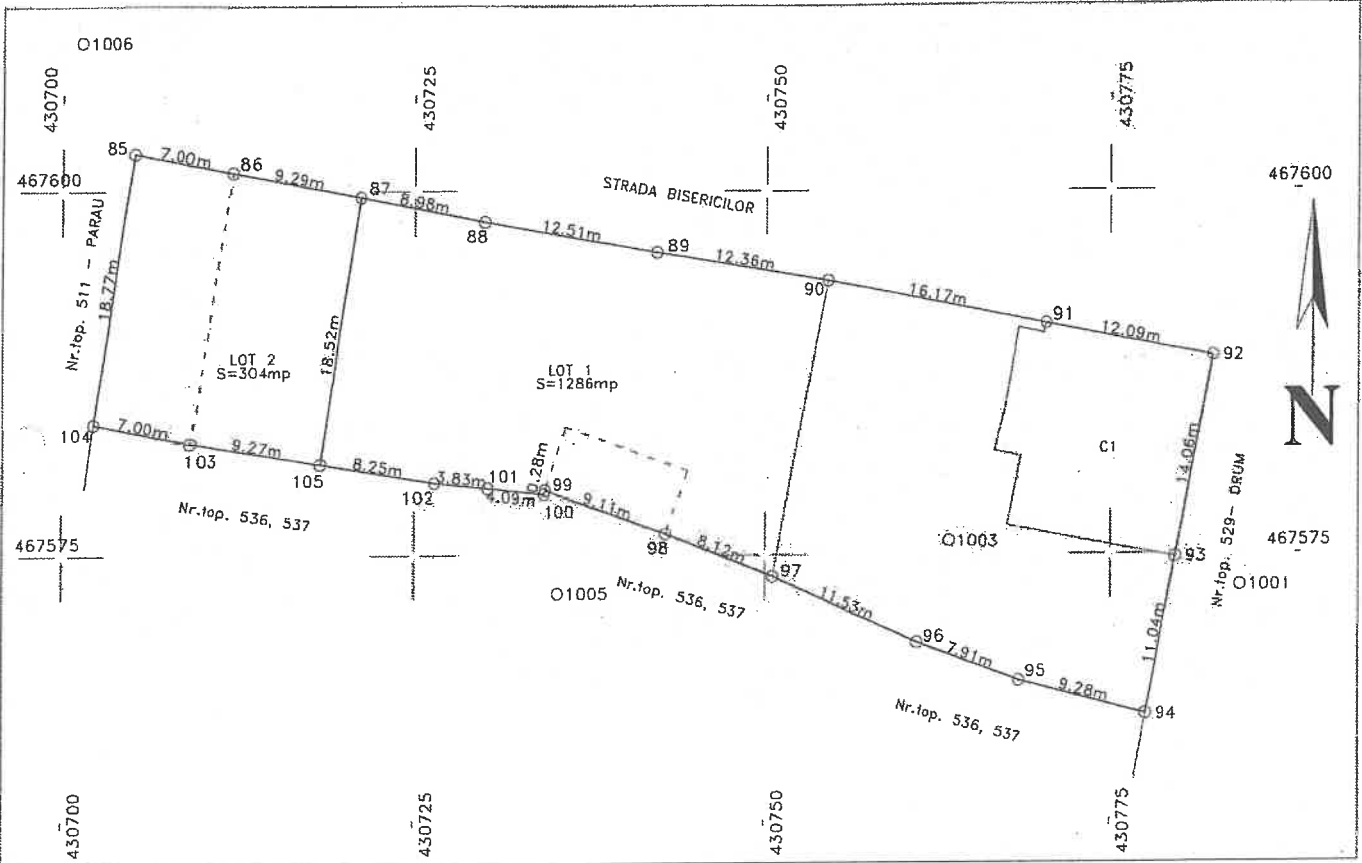 O1006
430700
430725
430750
430775
85
7.00m
86
9.29m
87
8.98m
88
12.51m
89
12.36m
90
16.17m
91
12.09m
92
467600
467600
STRADA BISERICILOR
Nr.top. 511 - PARAU
18.77m
18.52m
LOT 2
S=304mp
LOT 1
S=1286mp
N
C1
14.06m
Nr.top. 529- DRUM
104
7.00m
103
9.27m
105
8.25m
102
3.83m
101
4.09m
0.28m
99
100
9.11m
98
8.12m
97
11.53m
96
7.91m
95
9.28m
94
11.04m
93
O1003
O1001
467575
467575
Nr.top. 536, 537
O1005
Nr.top. 536, 537
Nr.top. 536, 537
430700
430725
430750
430775